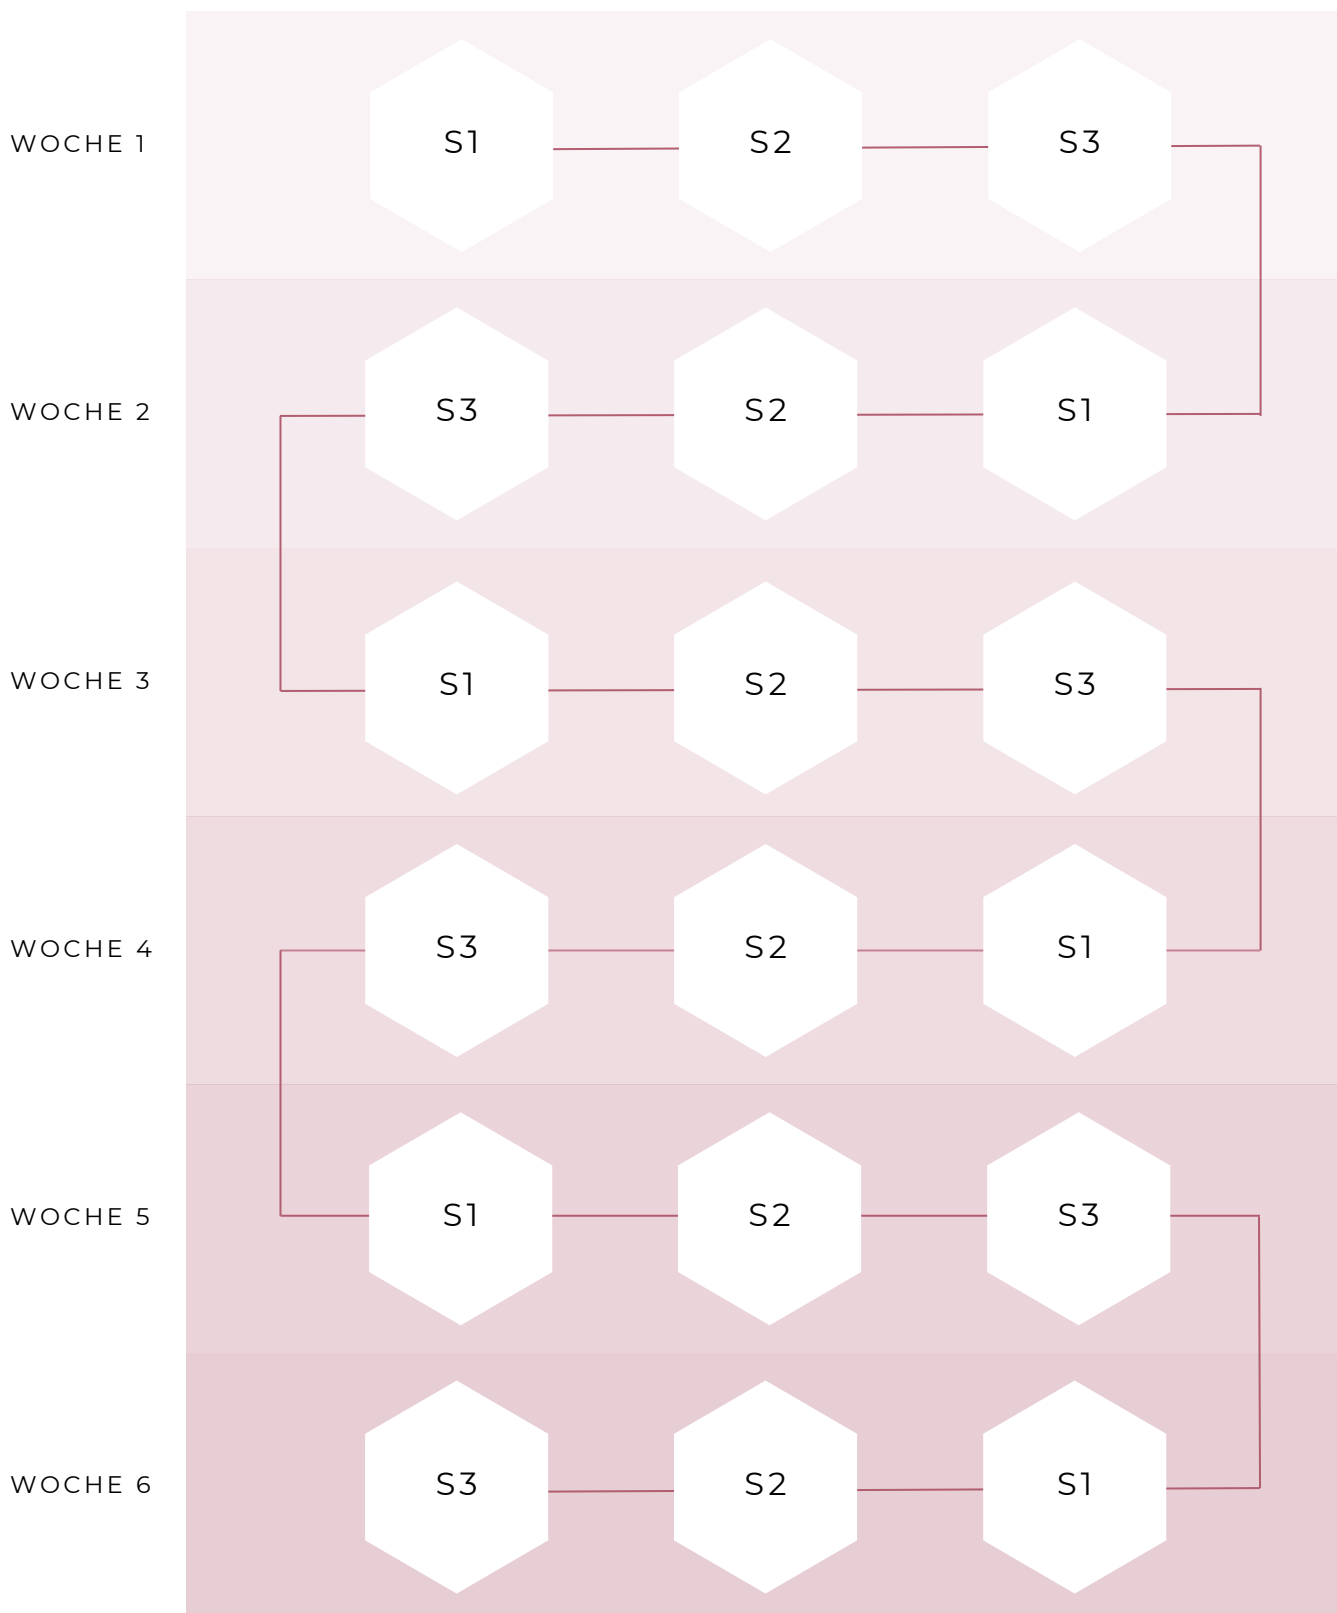 WOCHE 1
S1 S2 S3
WOCHE 2
S3 S2 S1
WOCHE 3
S1 S2 S3
WOCHE 4
S3 S2 S1
WOCHE 5
S1 S2 S3
WOCHE 6
S3 S2 S1